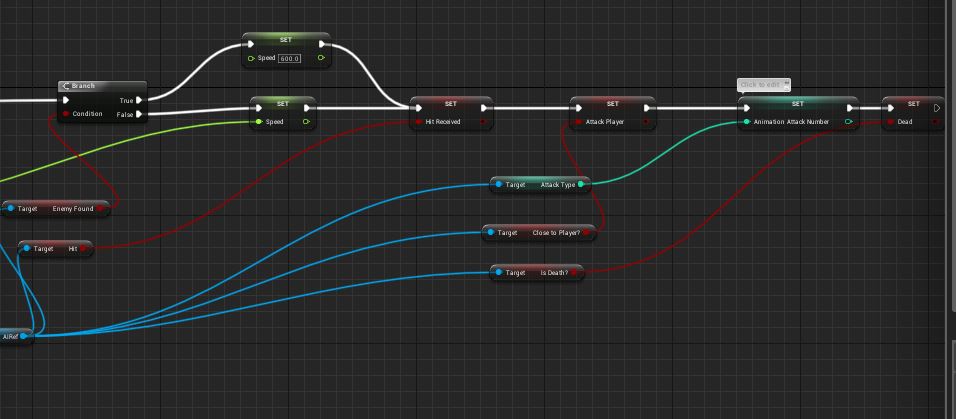 SET
Speed 600.0
Branch
True
Condition False
SET
Speed
SET
Hit Received
SET
Attack Player
Click to edit
SET
Animation Attack Number
SET
Dead
Target Attack Type
Target Enemy Found
Target Close to Player?
Target Hit
Target Is Death?
AIRef